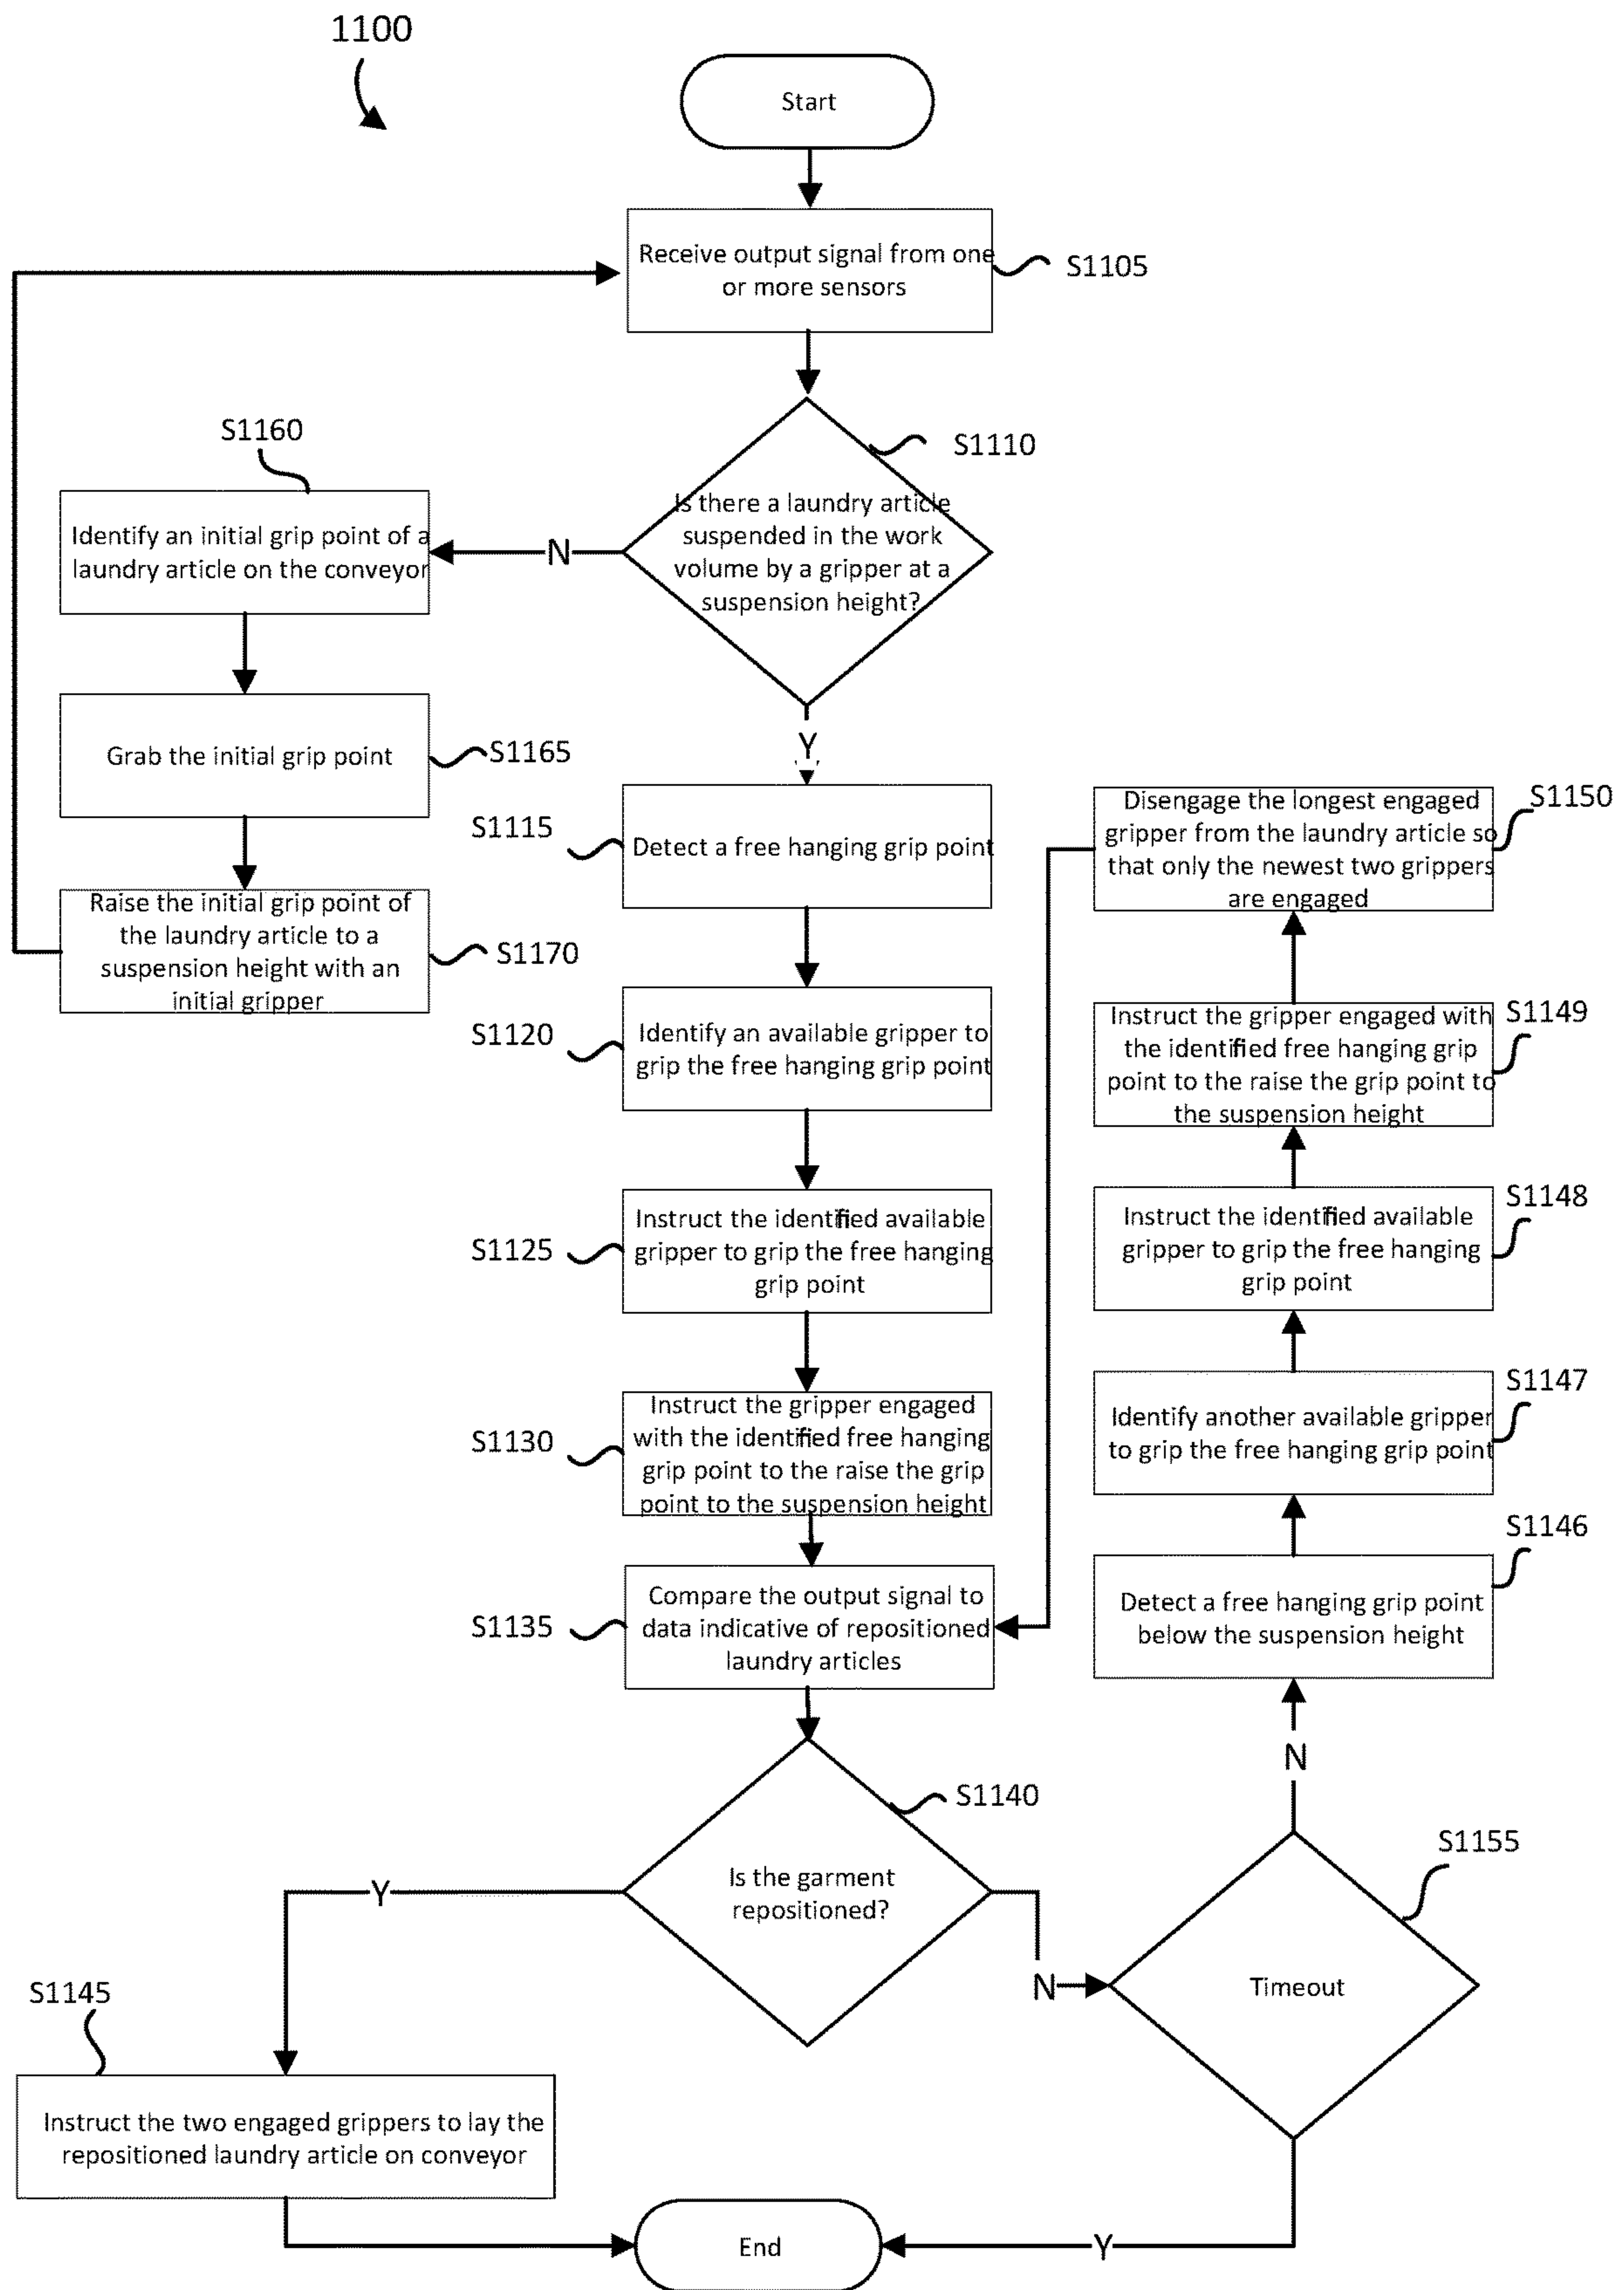 1100
Start
Receive output signal from one
or more sensors
S1105
S1110
Is there a laundry article
suspended in the work
volume by a gripper at a
suspension height?
N
Y
S1160
Identify an initial grip point of a
laundry article on the conveyor
Grab the initial grip point
S1165
Raise the initial grip point of
the laundry article to a
suspension height with an
initial gripper
S1170
S1115
Detect a free hanging grip point
S1120
Identify an available gripper to
grip the free hanging grip point
S1125
Instruct the identified available
gripper to grip the free hanging
grip point
S1130
Instruct the gripper engaged
with the identified free hanging
grip point to the raise the grip
point to the suspension height
S1135
Compare the output signal to
data indicative of repositioned
laundry articles
S1140
Is the garment
repositioned?
Y
N
S1145
Instruct the two engaged grippers to lay the
repositioned laundry article on conveyor
S1155
Timeout
N
Y
S1146
Detect a free hanging grip point
below the suspension height
S1147
Identify another available gripper
to grip the free hanging grip point
S1148
Instruct the identified available
gripper to grip the free hanging
grip point
S1149
Instruct the gripper engaged with
the identified free hanging grip
point to the raise the grip point to
the suspension height
S1150
Disengage the longest engaged
gripper from the laundry article so
that only the newest two grippers
are engaged
End